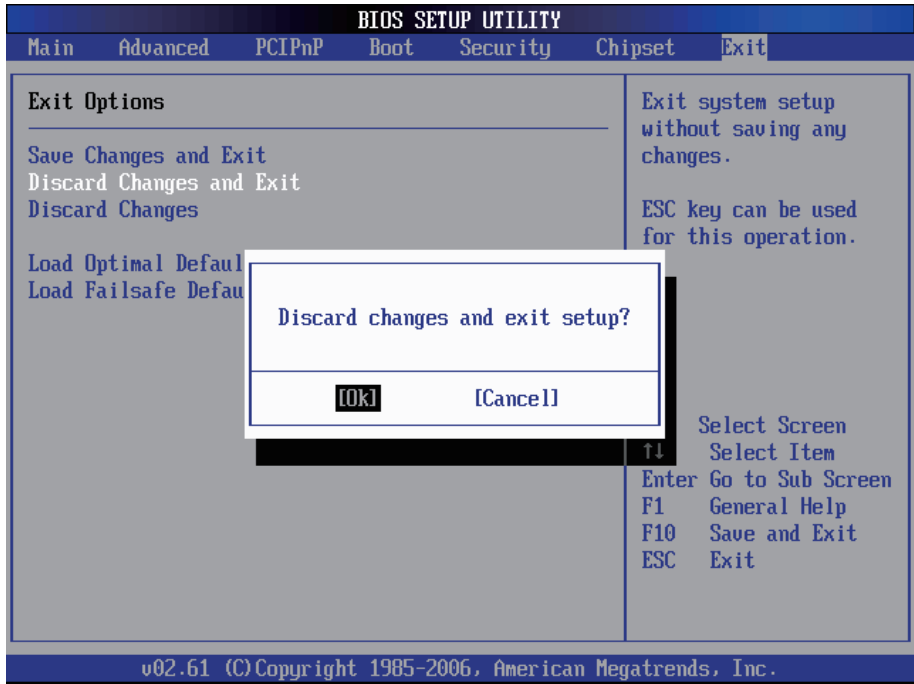 BIOS SETUP UTILITY
Main Advanced PCIPnP Boot Security Chipset Exit
Exit Options
Save Changes and Exit
Discard Changes and Exit
Discard Changes
Load Optimal Defaul
Load Failsafe Defau
Discard changes and exit setup?
[Ok] [Cancel]
Exit system setup
without saving any
changes.
ESC key can be used
for this operation.
Select Screen
↑↓ Select Item
Enter Go to Sub Screen
F1 General Help
F10 Save and Exit
ESC Exit
v02.61 (C)Copyright 1985-2006, American Megatrends, Inc.